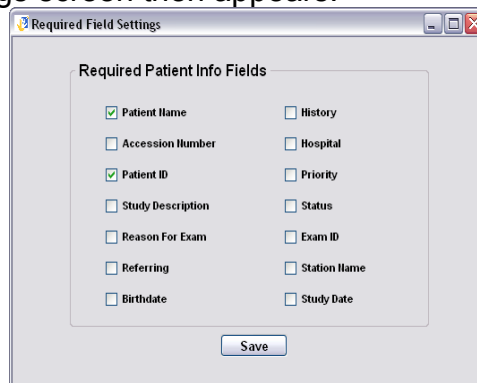 ge screen then appears.
Required Field Settings
Required Patient Info Fields
Patient Name
History
Accession Number
Hospital
Patient ID
Priority
Study Description
Status
Reason For Exam
Exam ID
Referring
Station Name
Birthdate
Study Date
Save